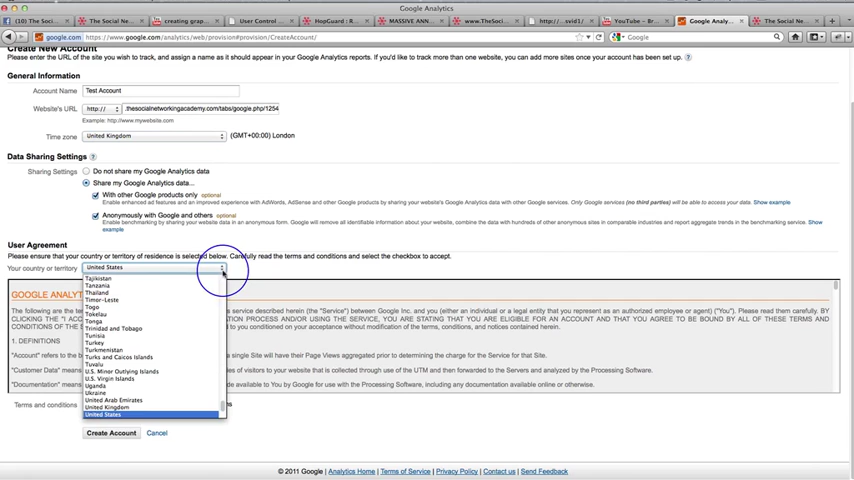 Google Analytics
The Soci...
The Social Ne...
creating grap...
User Control ...
HopGuard : R...
MASSIVE ANN...
www.TheSocia...
http://...svid1/
YouTube - Br...
Google Analy...
The Social Ne...
google.com https://www.google.com/analytics/web/provision#provision/CreateAccount/
Google
Create New Account
Please enter the URL of the site you wish to track, and assign a name as it should appear in your Google Analytics reports. If you'd like to track more than one website, you can add more sites once your account has been set up. ?
General Information
Account Name Test Account
Website's URL http:// .thesocialnetworkingacademy.com/tabs/google.php/1254
Example: http://www.mywebsite.com
Time zone United Kingdom (GMT+00:00) London
Data Sharing Settings ?
Sharing Settings Do not share my Google Analytics data
Share my Google Analytics data...
With other Google products only optional
Enable enhanced ad features and an improved experience with AdWords, AdSense and other Google products by sharing your website's Google Analytics data with other Google services. Only Google services (no third parties) will be able to access your data. Show example
Anonymously with Google and others optional
Enable benchmarking by sharing your website data in an anonymous form. Google will remove all identifiable information about your website, combine the data with hundreds of other anonymous sites in comparable industries and report aggregate trends in the benchmarking service. Show
example
User Agreement
Please ensure that your country or territory of residence is selected below. Carefully read the terms and conditions and select the checkbox to accept.
Your country or territory United States
Tajikistan
Tanzania
Thailand
Timor-Leste
Togo
Tokelau
Tonga
Trinidad and Tobago
Tunisia
Turkey
Turkmenistan
Turks and Caicos Islands
Tuvalu
U.S. Minor Outlying Islands
U.S. Virgin Islands
Uganda
Ukraine
United Arab Emirates
United Kingdom
United States
GOOGLE ANALYT
The following are the te
s service described herein (the "Service") between Google Inc. and you (either an individual or a legal entity that you represent as an authorized employee or agent) ("You"). Please read them carefully. BY
CLICKING THE "I ACC
ION PROCESS AND/OR USING THE SERVICE, YOU ARE STATING THAT YOU ARE ELIGIBLE FOR AN ACCOUNT AND THAT YOU AGREE TO BE BOUND BY ALL OF THESE TERMS AND
CONDITIONS OF THE S
d to you conditioned on your acceptance without modification of the terms, conditions, and notices contained herein.
1. DEFINITIONS
"Account" refers to the b
a single Site will have their Page Views aggregated prior to determining the charge for the Service for that Site.
"Customer Data" means
visitors to your website that is collected through use of the UTM and then forwarded to the Servers and analyzed by the Processing Software.
"Documentation" means
de available to You by Google for use with the Processing Software, including any documentation available online or otherwise.
Terms and conditions
ns
Create Account Cancel
© 2011 Google | Analytics Home | Terms of Service | Privacy Policy | Contact us | Send Feedback